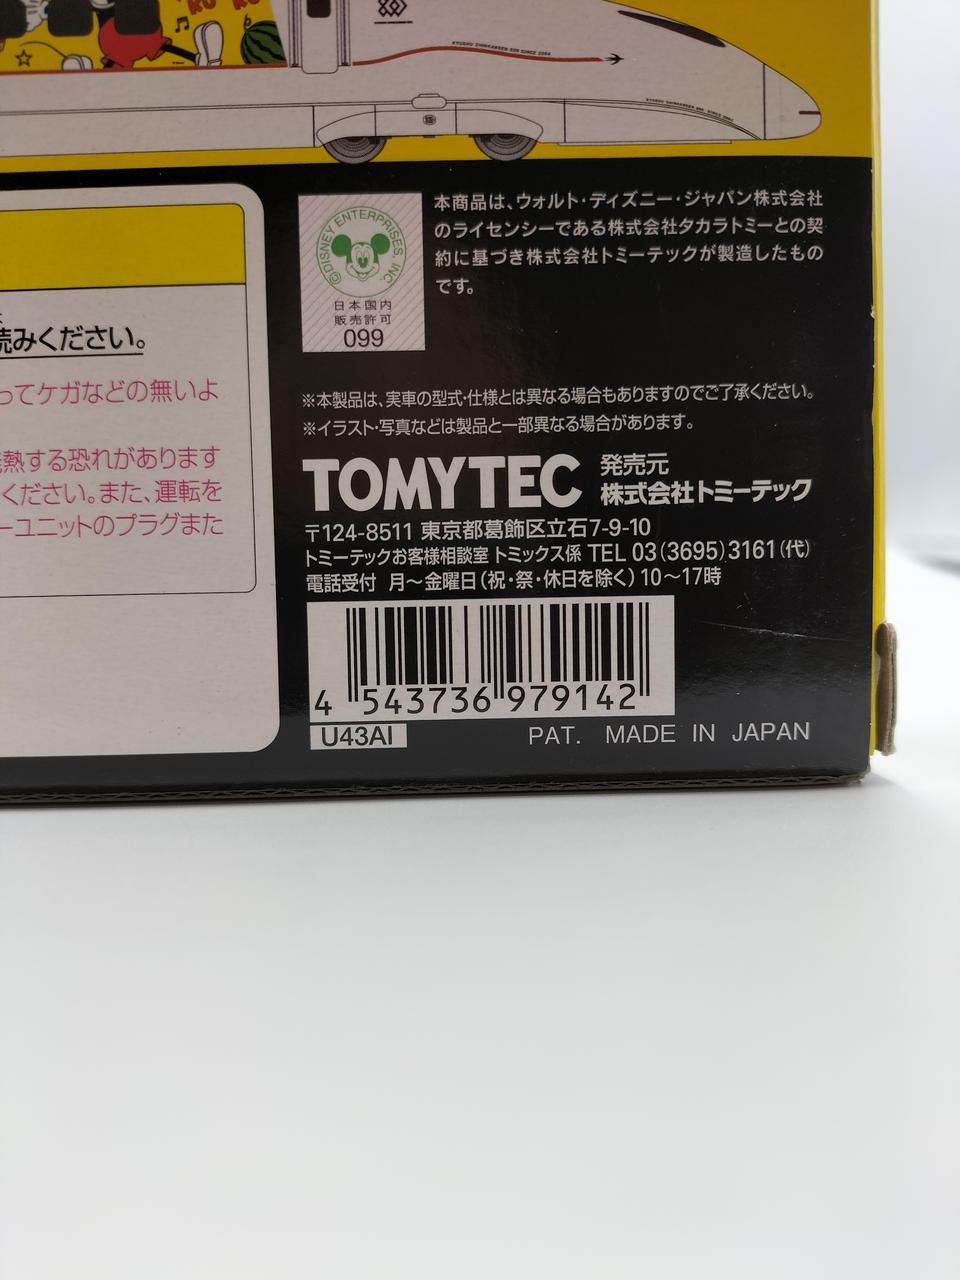 KYUSHU SHINKANSEN 800 SINCE 2004
KYUSHU SHINKANSEN 800 SINCE 2004
©DISNEY ENTERPRISES, INC.
日本国内
販売許可
099
本商品は、ウォルト・ディズニー・ジャパン株式会社
のライセンシーである株式会社タカラトミーとの契
約に基づき株式会社トミーテックが製造したもの
です。
読みください。
ってケガなどの無いよ
発熱する恐れがあります
ください。また、運転を
ーユニットのプラグまた
※本製品は、実車の型式・仕様とは異なる場合もありますのでご了承ください。
※イラスト・写真などは製品と一部異なる場合があります。
TOMYTEC 発売元
株式会社トミーテック
〒124-8511 東京都葛飾区立石7-9-10
トミーテックお客様相談室 トミックス係 TEL 03(3695)3161(代)
電話受付 月〜金曜日(祝・祭・休日を除く)10〜17時
4 543736 979142
U43AI
PAT. MADE IN JAPAN